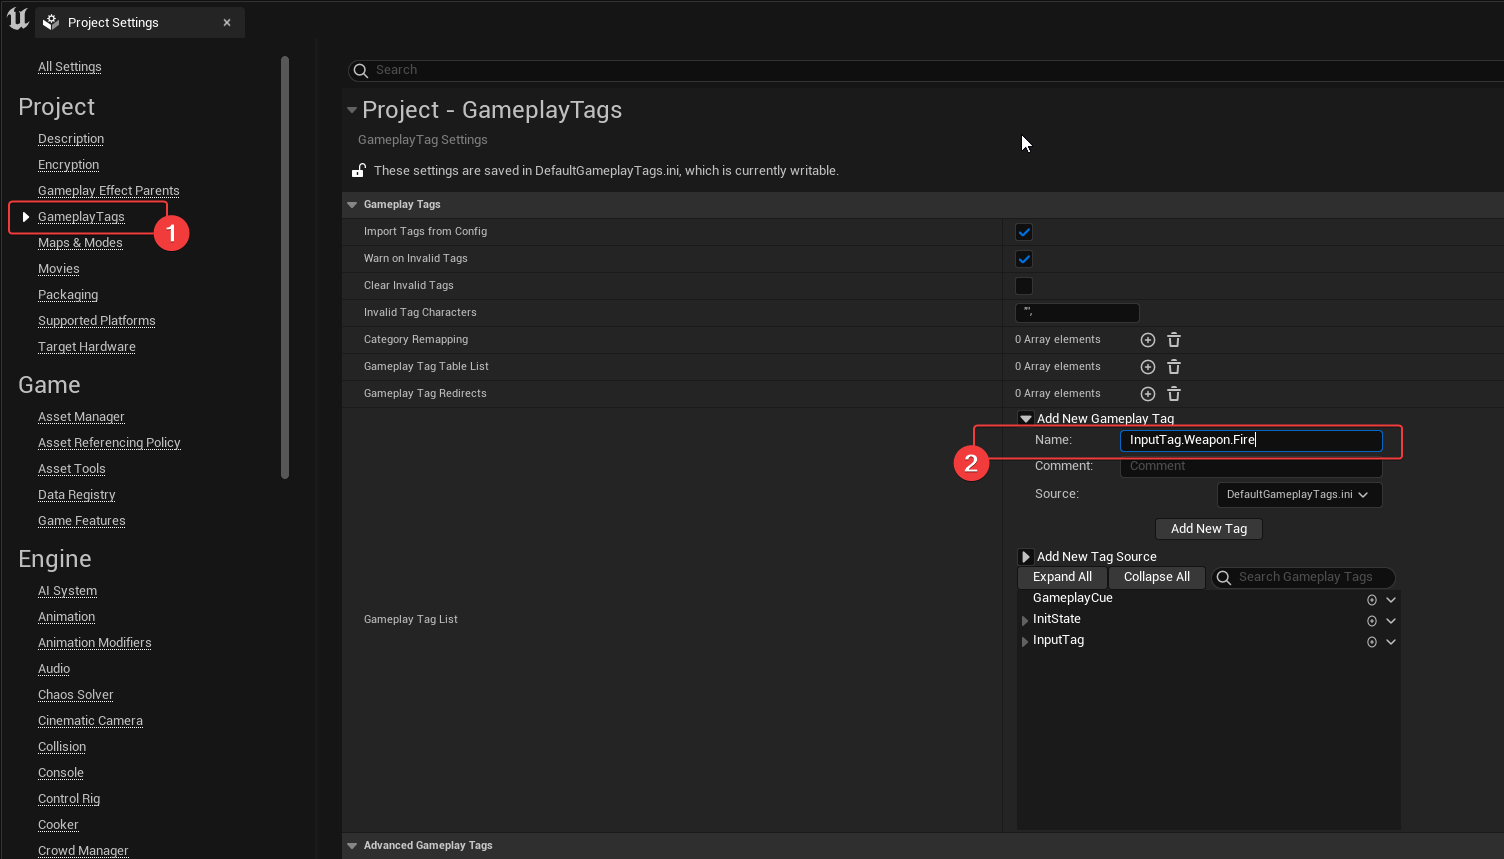 Project Settings
All Settings
Project
Description
Encryption
Gameplay Effect Parents
GameplayTags
1
Maps & Modes
Movies
Packaging
Supported Platforms
Target Hardware
Game
Asset Manager
Asset Referencing Policy
Asset Tools
Data Registry
Game Features
Engine
AI System
Animation
Animation Modifiers
Audio
Chaos Solver
Cinematic Camera
Collision
Console
Control Rig
Cooker
Crowd Manager
Search
Project - GameplayTags
GameplayTag Settings
These settings are saved in DefaultGameplayTags.ini, which is currently writable.
Gameplay Tags
Import Tags from Config
Warn on Invalid Tags
Clear Invalid Tags
Invalid Tag Characters "',
Category Remapping 0 Array elements
Gameplay Tag Table List 0 Array elements
Gameplay Tag Redirects 0 Array elements
Add New Gameplay Tag
Name: InputTag.Weapon.Fire
2
Comment: Comment
Source: DefaultGameplayTags.ini
Add New Tag
Add New Tag Source
Expand All Collapse All Search Gameplay Tags
GameplayCue
InitState
InputTag
Gameplay Tag List
Advanced Gameplay Tags